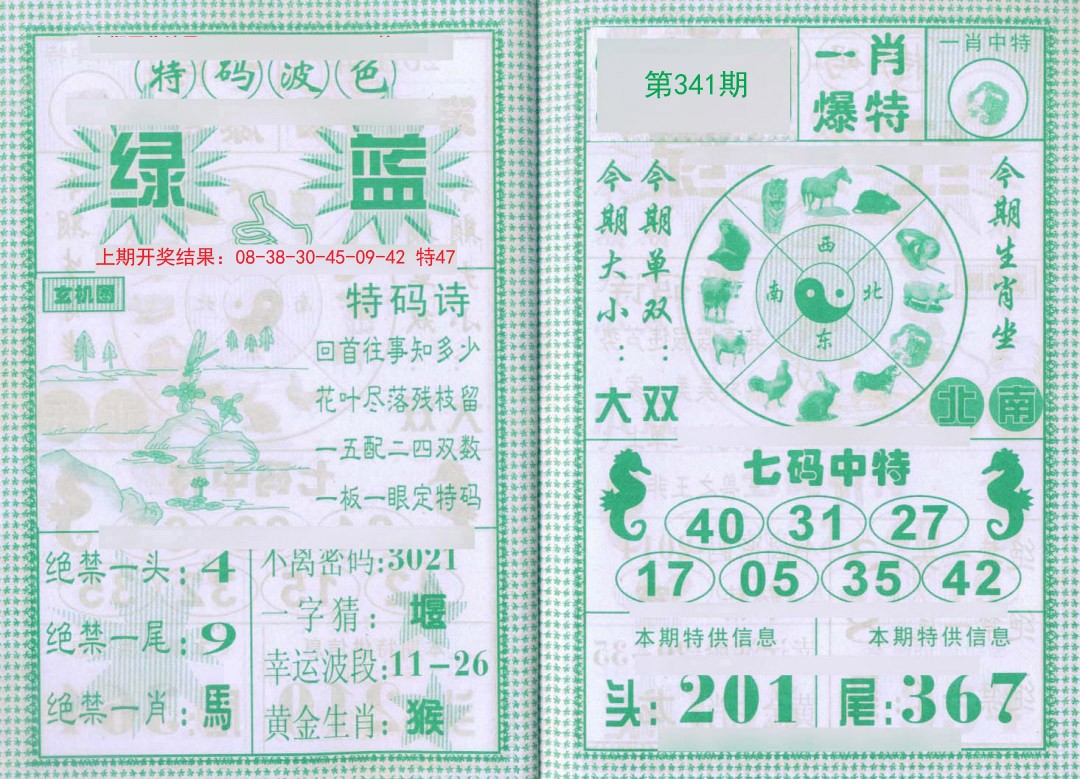 特码波色
绿 蓝
上期开奖结果：08-38-30-45-09-42 特47
玄机图
特码诗
回首往事知多少
花叶尽落残枝留
一五配二四双数
一板一眼定特码
绝禁一头：4
绝禁一尾：9
绝禁一肖：馬
不离密码：3021
一字猜：堰
幸运波段：11－26
黄金生肖：猴
第341期
一肖
爆特
一肖中特
今期大小：大
今期单双：双
西
南 北
东
今期生肖坐
北 南
七码中特
40 31 27
17 05 35 42
本期特供信息
头：201
本期特供信息
尾：367